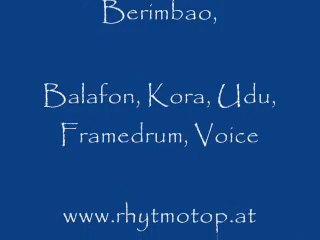 Berimbao,
Balafon, Kora, Udu,
Framedrum, Voice
www.rhytmotop.at